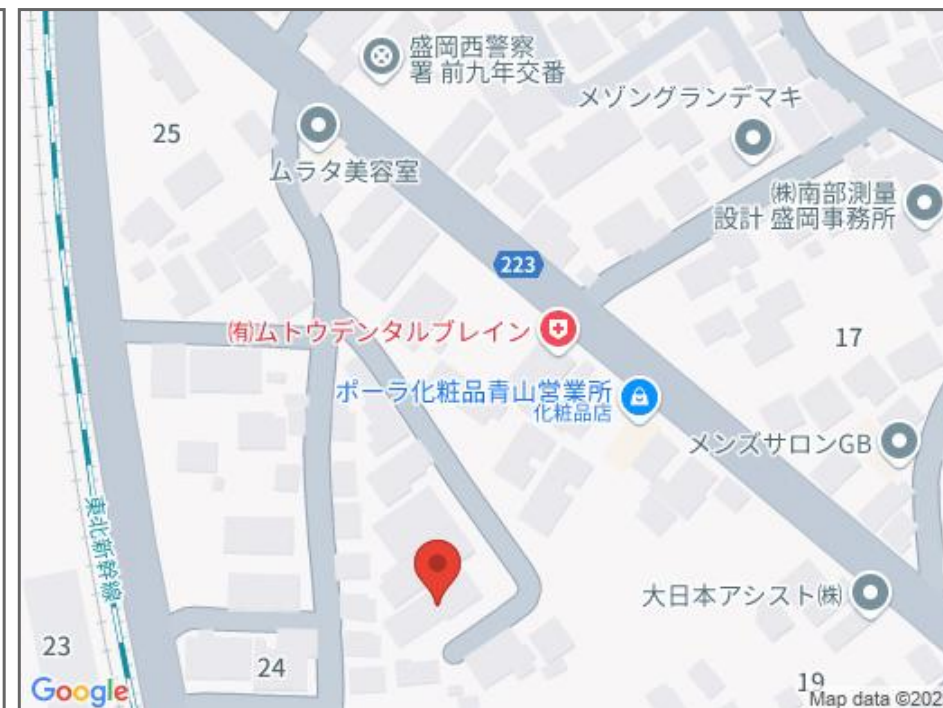 盛岡西警察
署 前九年交番
25
メゾングランデマキ
ムラタ美容室
㈱南部測量
設計 盛岡事務所
223
㈲ムトウデンタルブレイン
17
ポーラ化粧品青山営業所
化粧品店
メンズサロンGB
東北新幹線
大日本アシスト㈱
23
24
19
Google
Map data ©202